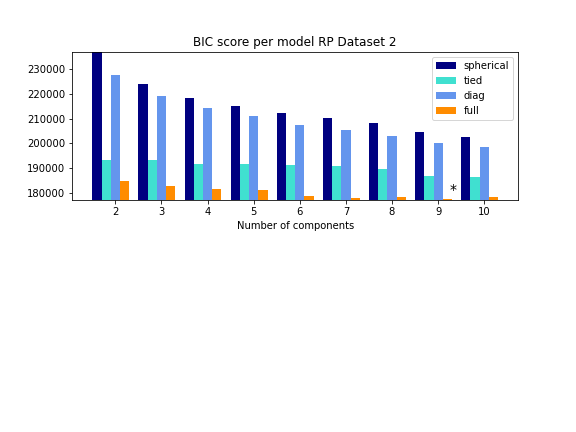 BIC score per model RP Dataset 2
230000
220000
210000
200000
190000
180000
spherical
tied
diag
full
*
2 3 4 5 6 7 8 9 10
Number of components